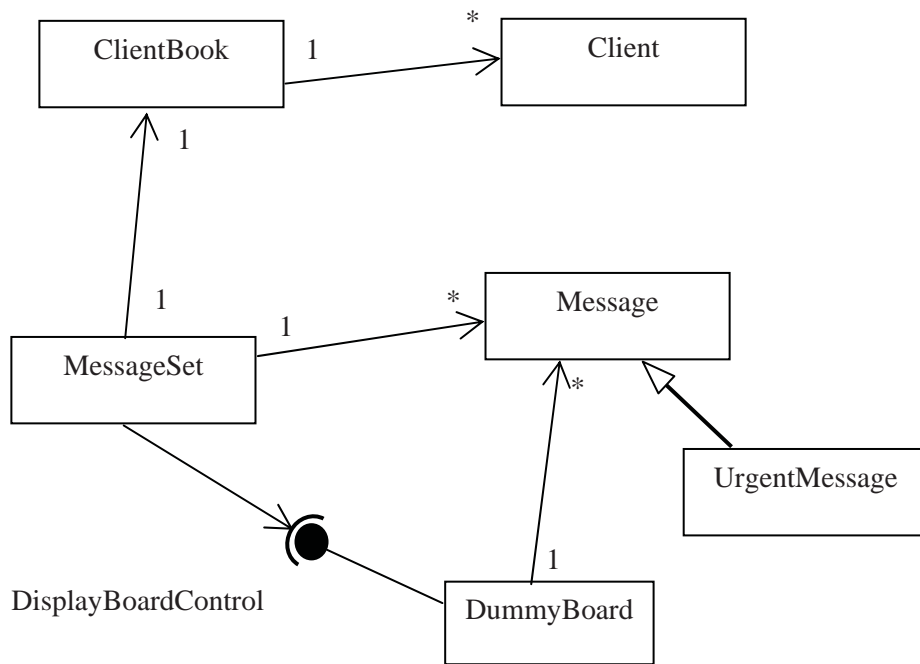 *
ClientBook
1
Client
1
1
*
Message
1
MessageSet
*
UrgentMessage
1
DisplayBoardControl
DummyBoard